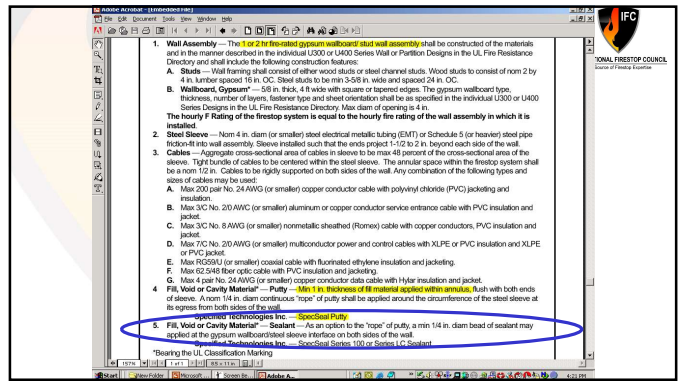 Adobe Acrobat - [Embedded File]
File Edit Document Tools View Window Help
IFC
IONAL FIRESTOP COUNCIL
Source of Firestop Expertise
1. Wall Assembly — The 1 or 2 hr fire-rated gypsum wallboard/ stud wall assembly shall be constructed of the materials
and in the manner described in the individual U300 or U400 Series Wall or Partition Designs in the UL Fire Resistance
Directory and shall include the following construction features:
A. Studs — Wall framing shall consist of either wood studs or steel channel studs. Wood studs to consist of nom 2 by
4 in. lumber spaced 16 in. OC. Steel studs to be min 3-5/8 in. wide and spaced 24 in. OC.
B. Wallboard, Gypsum* — 5/8 in. thick, 4 ft wide with square or tapered edges. The gypsum wallboard type,
thickness, number of layers, fastener type and sheet orientation shall be as specified in the individual U300 or U400
Series Designs in the UL Fire Resistance Directory. Max diam of opening is 4 in.
The hourly F Rating of the firestop system is equal to the hourly fire rating of the wall assembly in which it is
installed.
2. Steel Sleeve — Nom 4 in. diam (or smaller) steel electrical metallic tubing (EMT) or Schedule 5 (or heavier) steel pipe
friction-fit into wall assembly. Sleeve installed such that the ends project 1-1/2 to 2 in. beyond each side of the wall.
3. Cables — Aggregate cross-sectional area of cables in sleeve to be max 48 percent of the cross-sectional area of the
sleeve. Tight bundle of cables to be centered within the steel sleeve. The annular space within the firestop system shall
be a nom 1/2 in. Cables to be rigidly supported on both sides of the wall. Any combination of the following types and
sizes of cables may be used:
A. Max 200 pair No. 24 AWG (or smaller) copper conductor cable with polyvinyl chloride (PVC) jacketing and
insulation.
B. Max 3/C No. 2/0 AWC (or smaller) aluminum or copper conductor service entrance cable with PVC insulation and
jacket.
C. Max 3/C No. 8 AWG (or smaller) nonmetallic sheathed (Romex) cable with copper conductors, PVC insulation and
jacket.
D. Max 7/C No. 2/0 AWG (or smaller) multiconductor power and control cables with XLPE or PVC insulation and XLPE
or PVC jacket.
E. Max RG59/U (or smaller) coaxial cable with fluorinated ethylene insulation and jacketing.
F. Max 62.5/48 fiber optic cable with PVC insulation and jacketing.
G. Max 4 pair No. 24 AWG (or smaller) copper conductor data cable with Hylar insulation and jacket.
4 Fill, Void or Cavity Material* — Putty — Min 1 in. thickness of fill material applied within annulus, flush with both ends
of sleeve. A nom 1/4 in. diam continuous "rope" of putty shall be applied around the circumference of the steel sleeve at
its egress from both sides of the wall.
Specified Technologies Inc. — SpecSeal Putty
5. Fill, Void or Cavity Material* — Sealant — As an option to the "rope" of putty, a min 1/4 in. diam bead of sealant may
applied at the gypsum wallboard/steel sleeve interface on both sides of the wall.
Specified Technologies Inc. — SpecSeal Series 100 or Series LC Sealant
*Bearing the UL Classification Marking
157% 1 of 1 8.5 x 11 in
Start New Folder Microsoft ... Screen Be... Adobe A... 4:21 PM